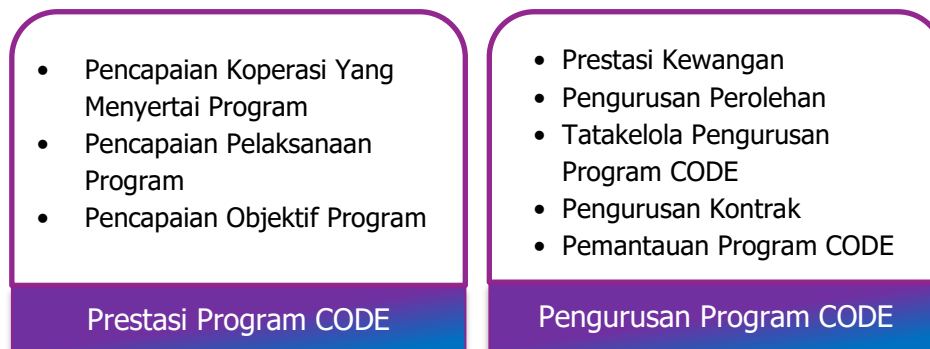 • Pencapaian Koperasi Yang
Menyertai Program
• Pencapaian Pelaksanaan
Program
• Pencapaian Objektif Program
Prestasi Program CODE
• Prestasi Kewangan
• Pengurusan Perolehan
• Tatakelola Pengurusan
Program CODE
• Pengurusan Kontrak
• Pemantauan Program CODE
Pengurusan Program CODE